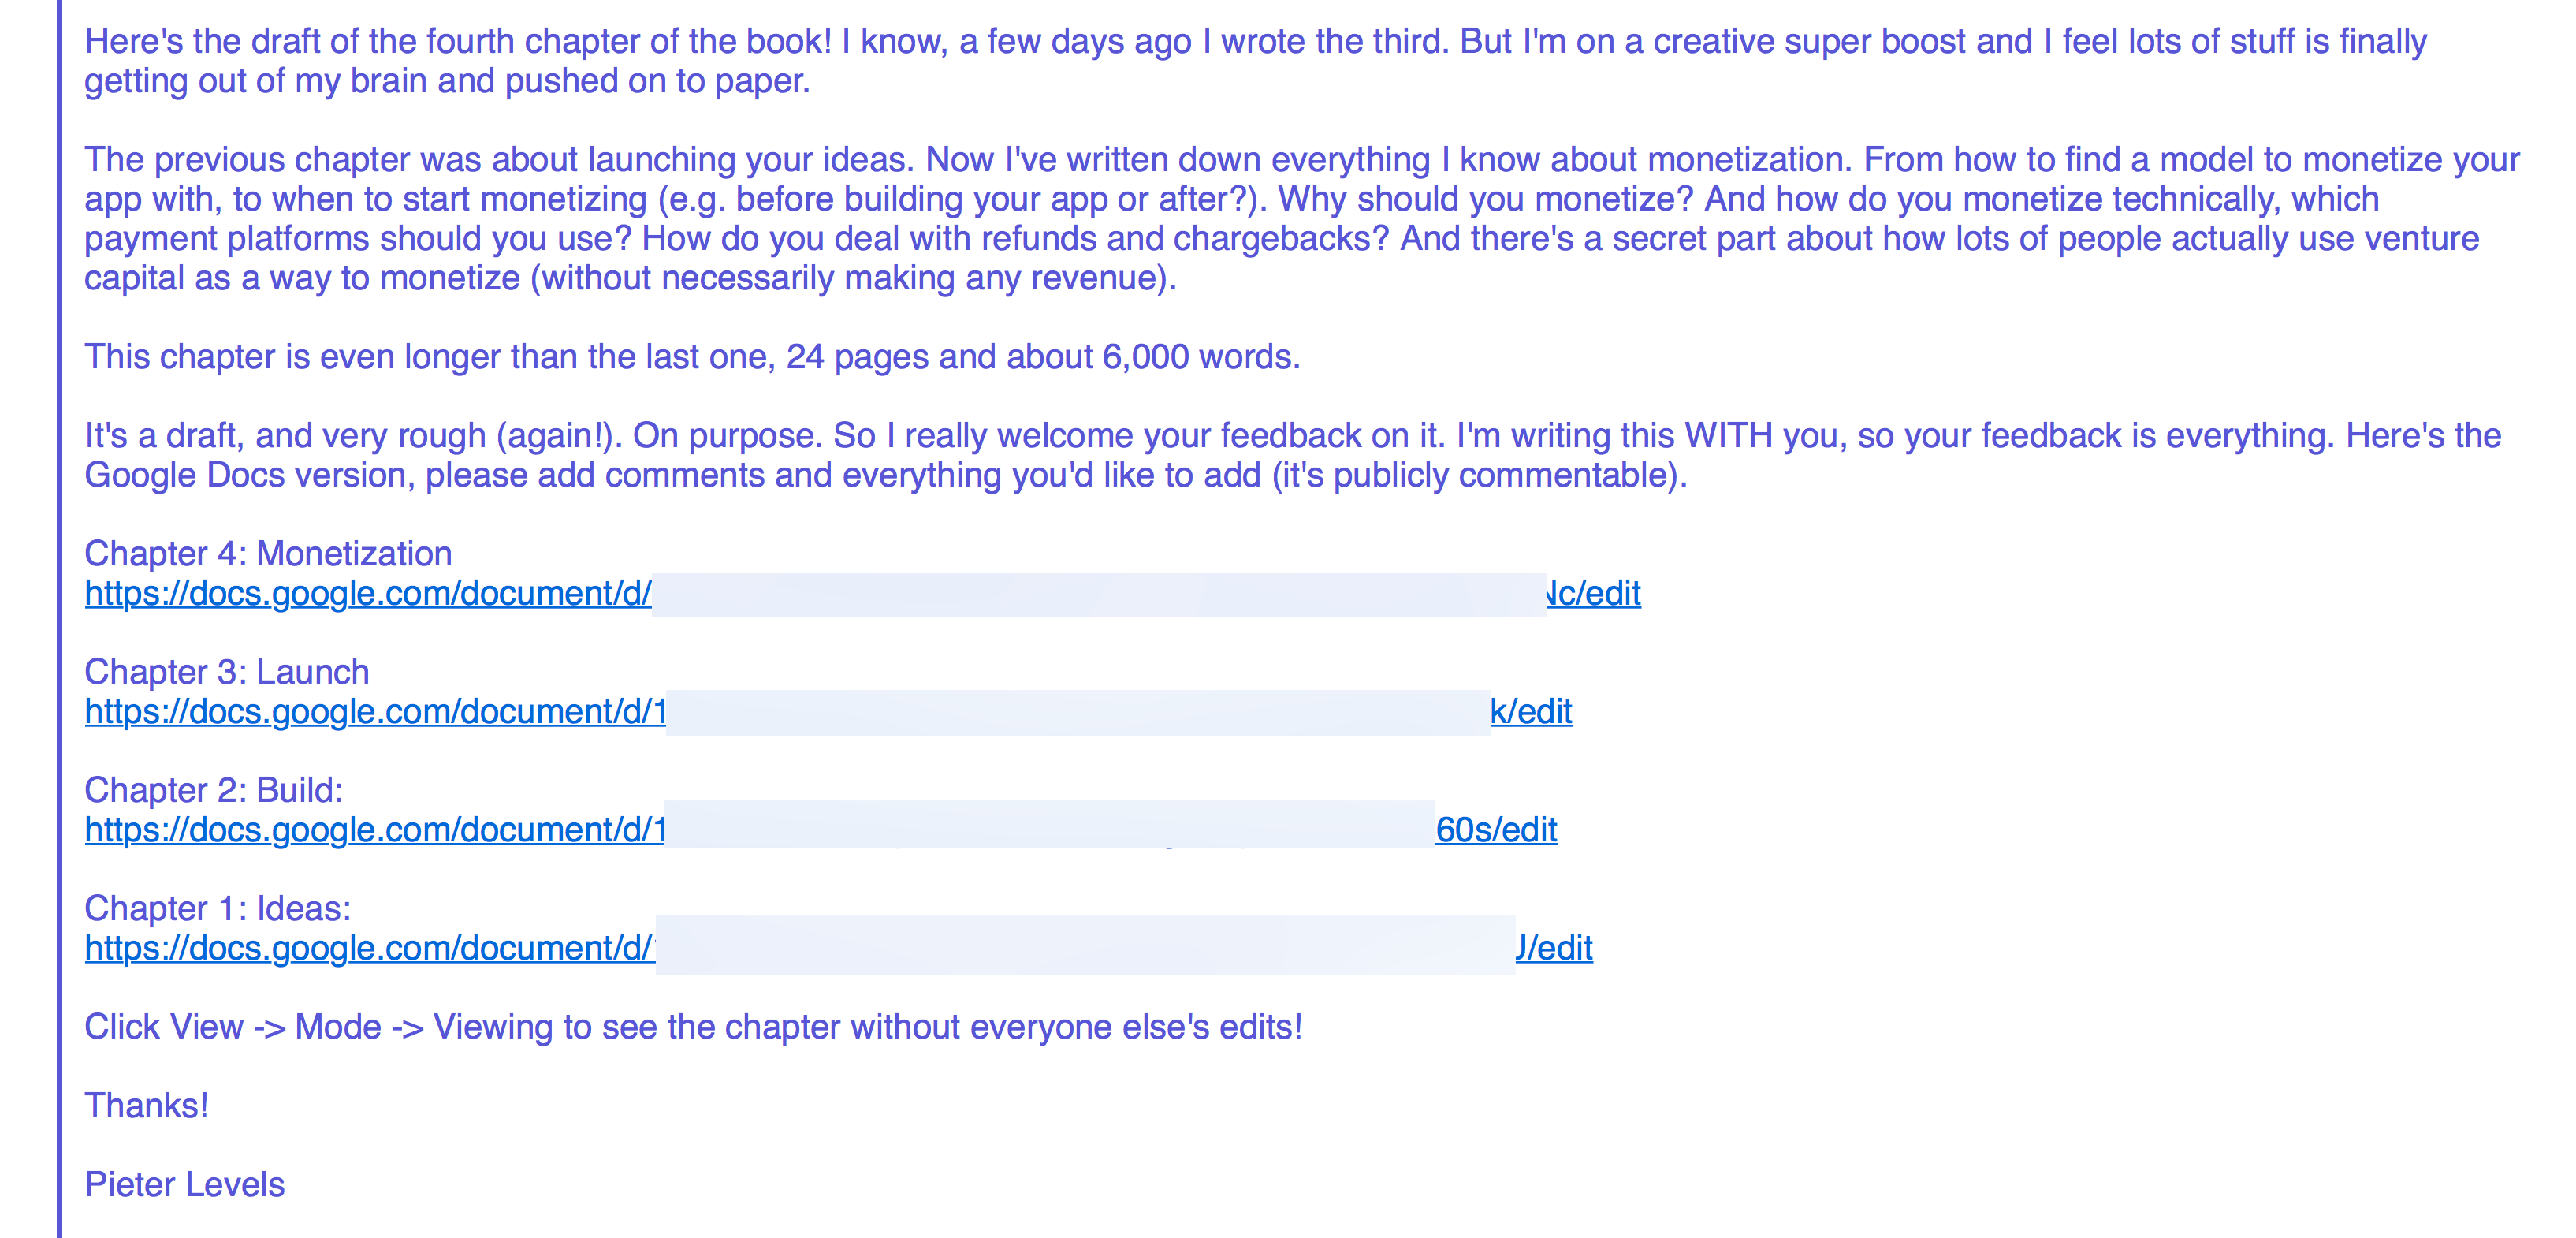 Here's the draft of the fourth chapter of the book! I know, a few days ago I wrote the third. But I'm on a creative super boost and I feel lots of stuff is finally
getting out of my brain and pushed on to paper.
The previous chapter was about launching your ideas. Now I've written down everything I know about monetization. From how to find a model to monetize your
app with, to when to start monetizing (e.g. before building your app or after?). Why should you monetize? And how do you monetize technically, which
payment platforms should you use? How do you deal with refunds and chargebacks? And there's a secret part about how lots of people actually use venture
capital as a way to monetize (without necessarily making any revenue).
This chapter is even longer than the last one, 24 pages and about 6,000 words.
It's a draft, and very rough (again!). On purpose. So I really welcome your feedback on it. I'm writing this WITH you, so your feedback is everything. Here's the
Google Docs version, please add comments and everything you'd like to add (it's publicly commentable).
Chapter 4: Monetization
https://docs.google.com/document/d/ Nc/edit
Chapter 3: Launch
https://docs.google.com/document/d/1 k/edit
Chapter 2: Build:
https://docs.google.com/document/d/1 60s/edit
Chapter 1: Ideas:
https://docs.google.com/document/d/ J/edit
Click View -> Mode -> Viewing to see the chapter without everyone else's edits!
Thanks!
Pieter Levels